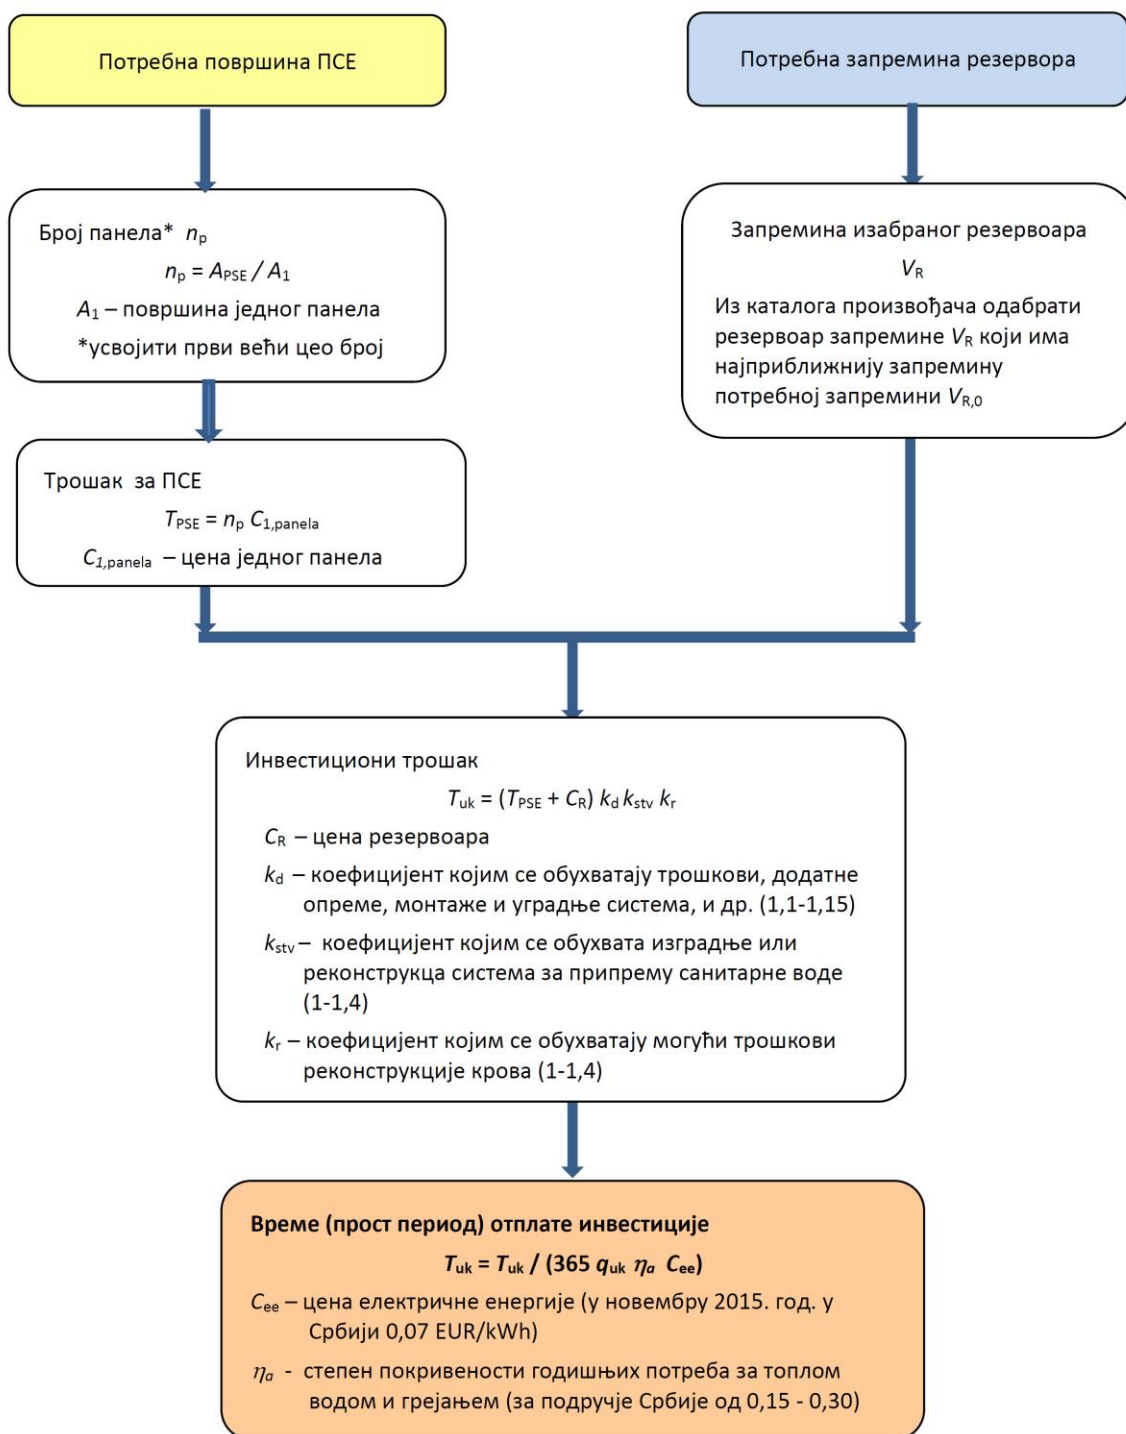 Потребна површина ПСЕ
Потребна запремина резервора
Број панела* np
np = APSE / A1
A1 – површина једног панела
*усвојити први већи цео број
Запремина изабраног резервоара
VR
Из каталога произвођача одабрати
резервоар запремине VR који има
најприближнију запремину
потребној запремини VR,0
Трошак за ПСЕ
TPSE = np C1,panela
C1,panela – цена једног панела
Инвестициони трошак
Tuk = (TPSE + CR) kd kstv kr
CR – цена резервоара
kd – коефицијент којим се обухватају трошкови, додатне
опреме, монтаже и уградње система, и др. (1,1-1,15)
kstv – коефицијент којим се обухвата изградње или
реконструкца система за припрему санитарне воде
(1-1,4)
kr – коефицијент којим се обухватају могући трошкови
реконструкције крова (1-1,4)
Време (прост период) отплате инвестиције
Tuk = Tuk / (365 quk ηa Cee)
Cee – цена електричне енергије (у новембру 2015. год. у
Србији 0,07 EUR/kWh)
ηa - степен покривености годишњих потреба за топлом
водом и грејањем (за подручје Србије од 0,15 - 0,30)